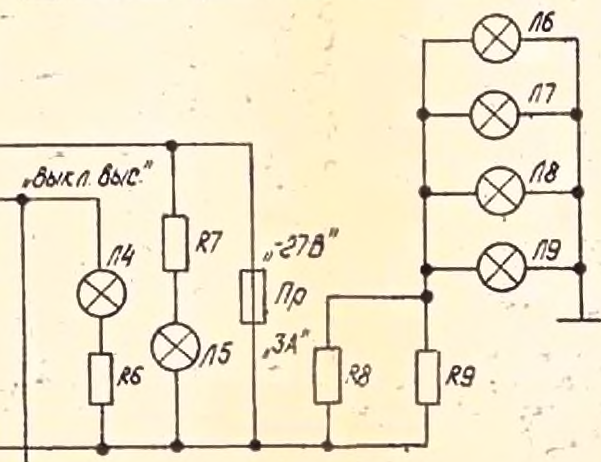 Л6
Л7
„Выкл. выс."
Л8
R7
„-27В"
Л4
Л9
Пр
„3А"
Л5
R6
R8
R9